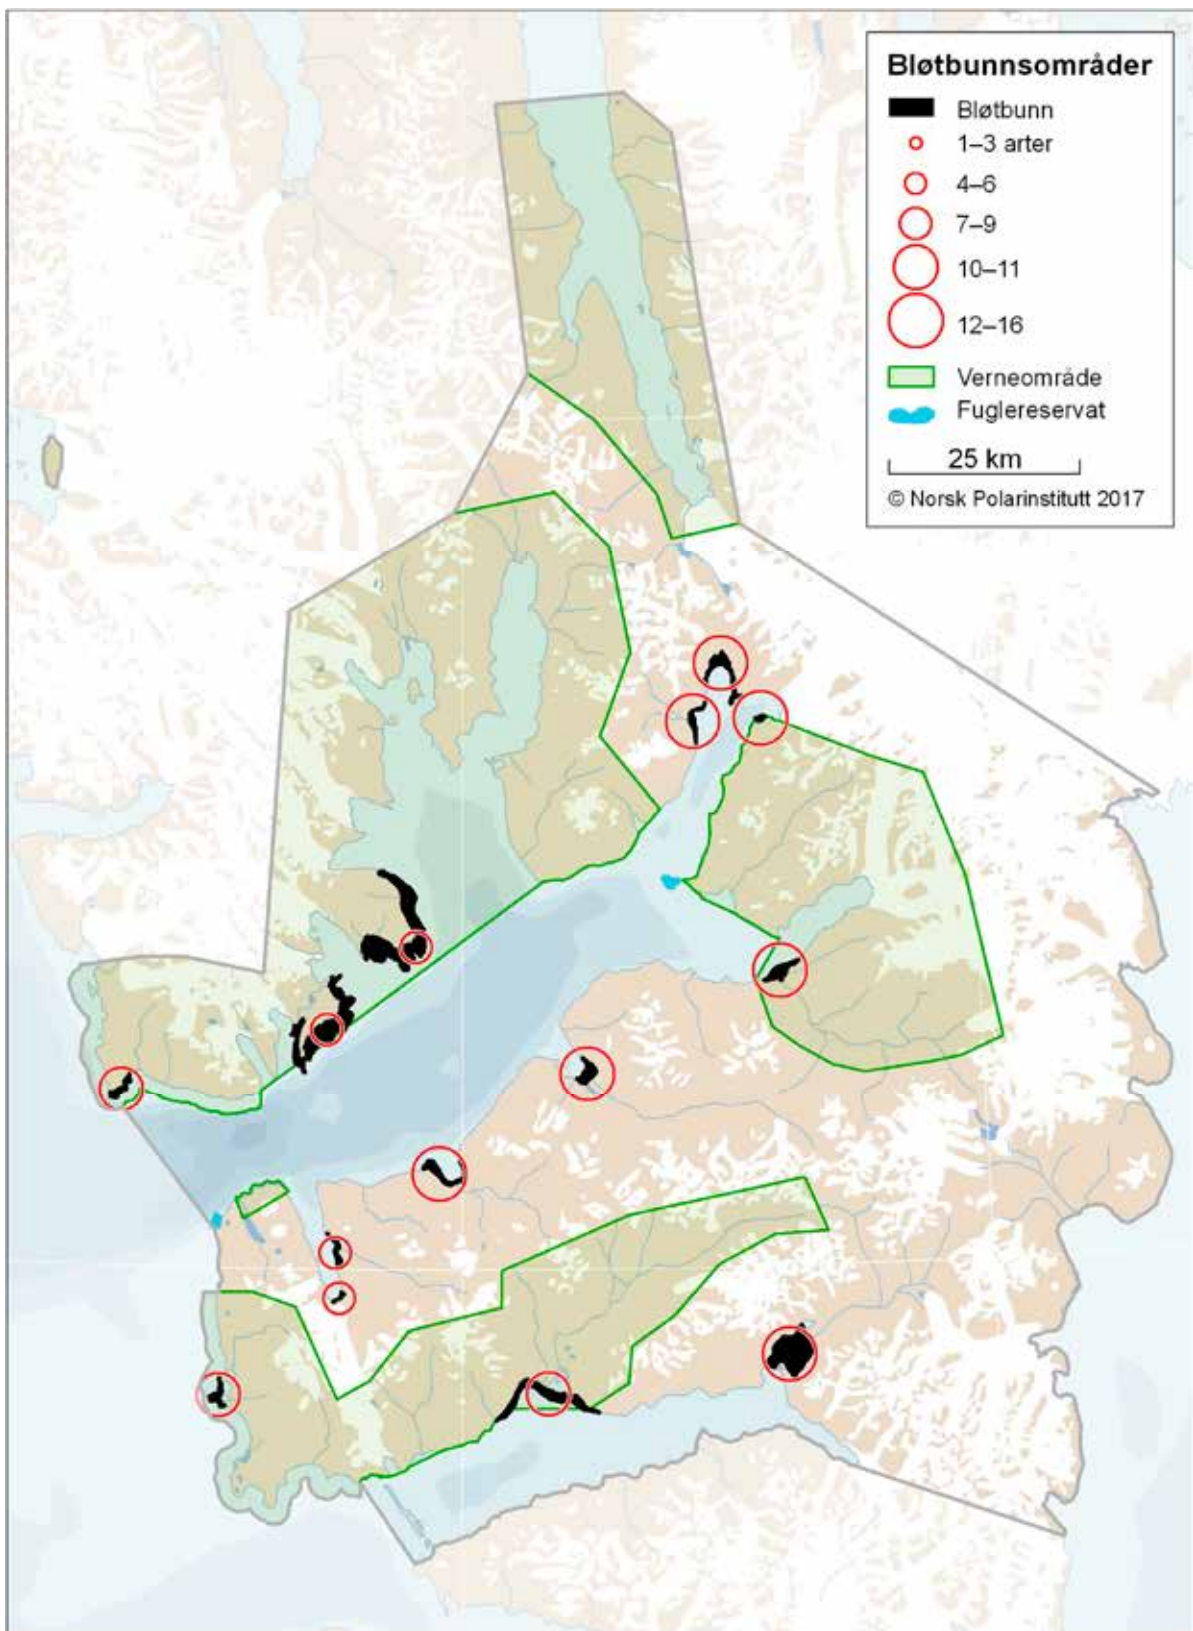 Bløtbunnsområder
Bløtbunn
1–3 arter
4–6
7–9
10–11
12–16
Verneområde
Fuglereservat
25 km
© Norsk Polarinstitutt 2017